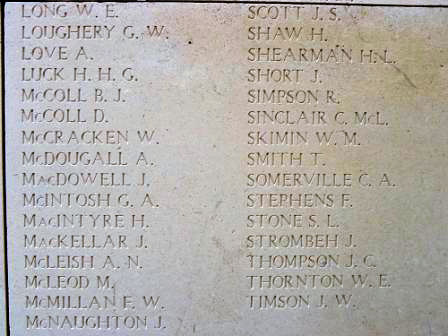 LONG W. E.
LOUGHERY G. W.
LOVE A.
LUCK H. H. G.
McCOLL B. J.
McCOLL D.
McCRACKEN W.
McDOUGALL A.
MacDOWELL J.
McINTOSH G. A.
MacINTYRE H.
MacKELLAR J.
McLEISH A. N.
McLEOD M.
McMILLAN F. W.
McNAUGHTON J.
SCOTT J. S.
SHAW H.
SHEARMAN H. L.
SHORT J.
SIMPSON R.
SINCLAIR C. McL.
SKIMIN W. M.
SMITH T.
SOMERVILLE C. A.
STEPHENS F.
STONE S. L.
STROMBEH J.
THOMPSON J. C.
THORNTON W. E.
TIMSON J. W.